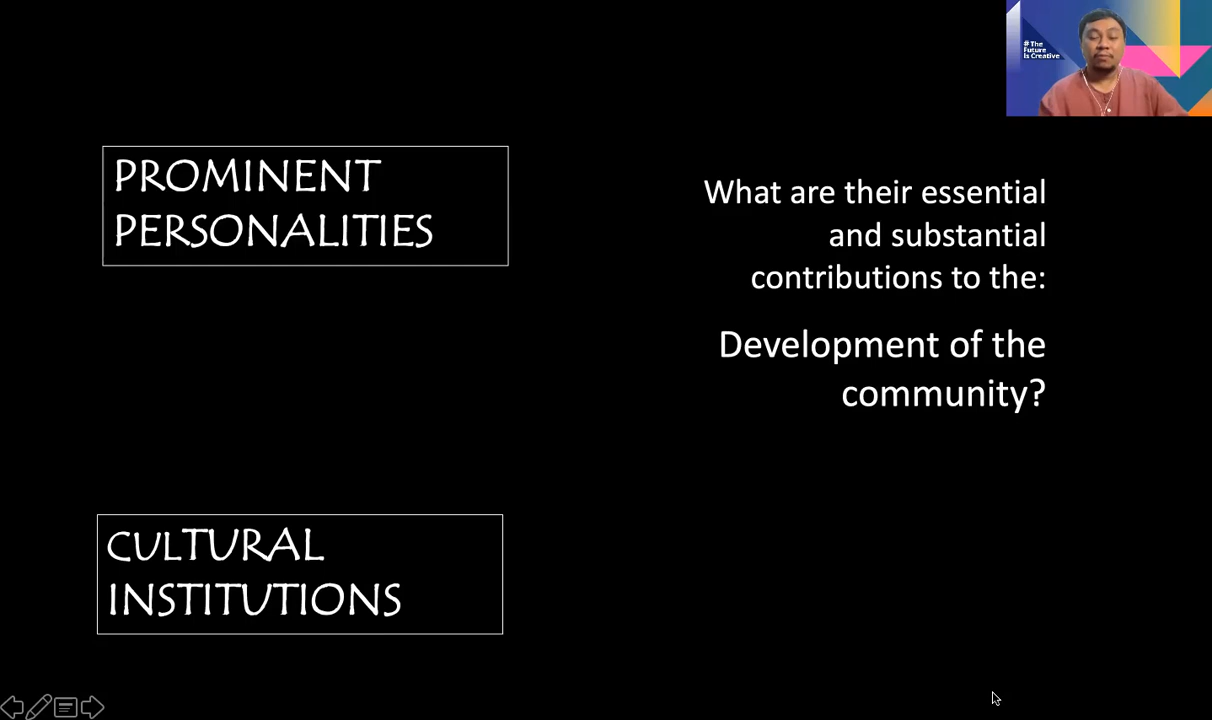 # The
Future
Is Creative
PROMINENT
PERSONALITIES
What are their essential
and substantial
contributions to the:
Development of the
community?
CULTURAL
INSTITUTIONS